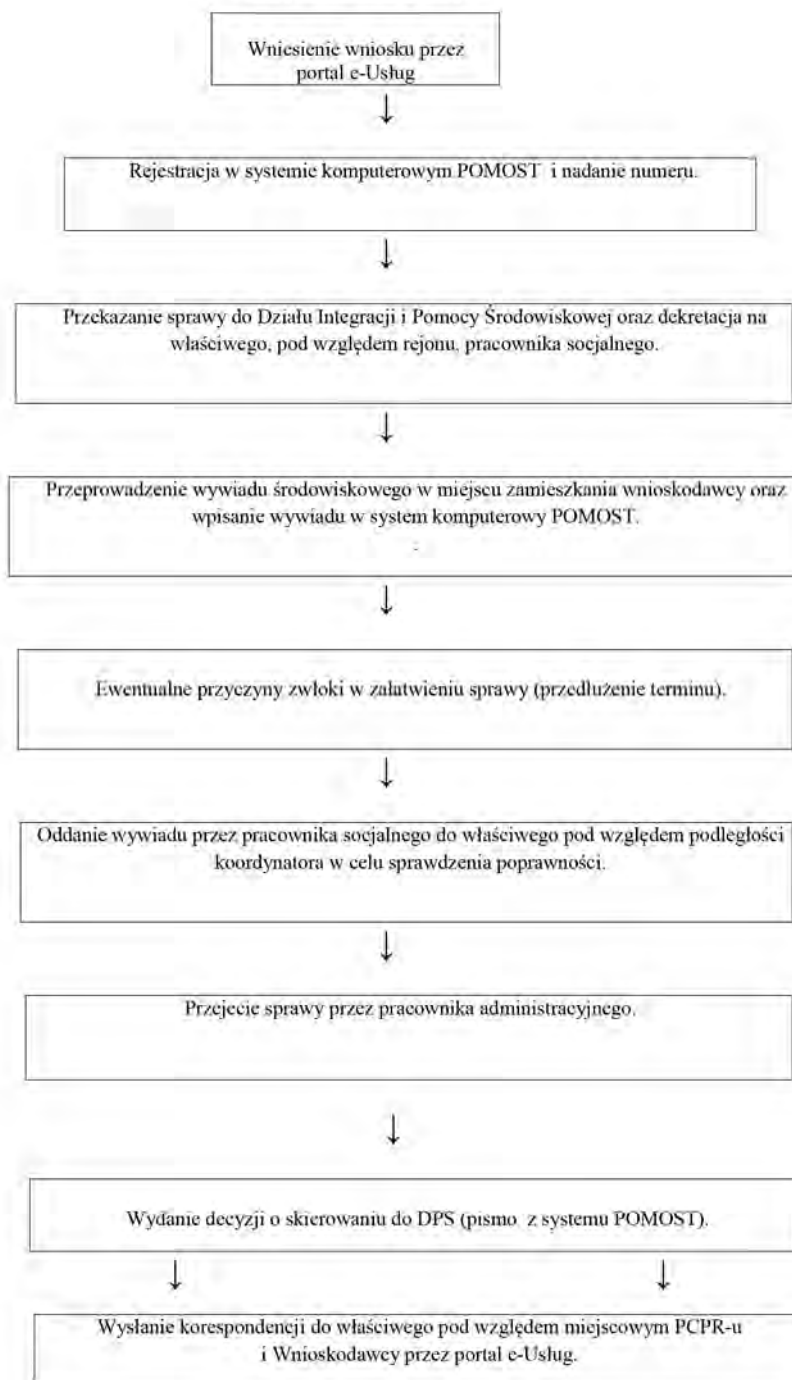 Wniesienie wniosku przez
portal e-Usług
↓
Rejestracja w systemie komputerowym POMOST i nadanie numeru.
↓
Przekazanie sprawy do Działu Integracji i Pomocy Środowiskowej oraz dekretacja na
właściwego, pod względem rejonu, pracownika socjalnego.
↓
Przeprowadzenie wywiadu środowiskowego w miejscu zamieszkania wnioskodawcy oraz
wpisanie wywiadu w system komputerowy POMOST.
.
↓
Ewentualne przyczyny zwłoki w załatwieniu sprawy (przedłużenie terminu).
↓
Oddanie wywiadu przez pracownika socjalnego do właściwego pod względem podległości
koordynatora w celu sprawdzenia poprawności.
↓
Przejecie sprawy przez pracownika administracyjnego.
↓
Wydanie decyzji o skierowaniu do DPS (pismo z systemu POMOST).
↓ ↓
Wysłanie korespondencji do właściwego pod względem miejscowym PCPR-u
i Wnioskodawcy przez portal e-Usług.